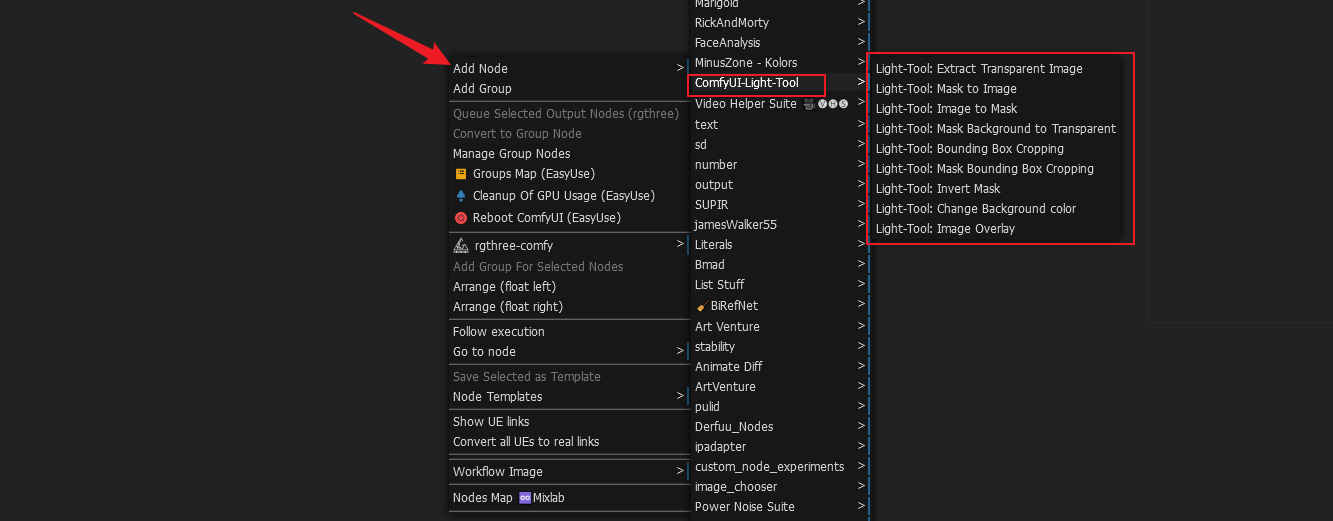 Add Node >
Add Group
Queue Selected Output Nodes (rgthree)
Convert to Group Node
Manage Group Nodes
Groups Map (EasyUse)
Cleanup Of GPU Usage (EasyUse)
Reboot ComfyUI (EasyUse)
rgthree-comfy >
Add Group For Selected Nodes
Arrange (float left)
Arrange (float right)
Follow execution
Go to node >
Save Selected as Template
Node Templates >
Show UE links
Convert all UEs to real links
Workflow Image >
Nodes Map ♾️Mixlab
Marigold >
RickAndMorty >
FaceAnalysis >
MinusZone - Kolors >
ComfyUI-Light-Tool >
Video Helper Suite 🎥🅥🅗🅢 >
text >
sd >
number >
output >
SUPIR >
jamesWalker55 >
Literals >
Bmad >
List Stuff >
BiRefNet >
Art Venture >
stability >
Animate Diff >
ArtVenture >
pulid >
Derfuu_Nodes >
ipadapter >
custom_node_experiments >
image_chooser >
Power Noise Suite >
Light-Tool: Extract Transparent Image
Light-Tool: Mask to Image
Light-Tool: Image to Mask
Light-Tool: Mask Background to Transparent
Light-Tool: Bounding Box Cropping
Light-Tool: Mask Bounding Box Cropping
Light-Tool: Invert Mask
Light-Tool: Change Background color
Light-Tool: Image Overlay